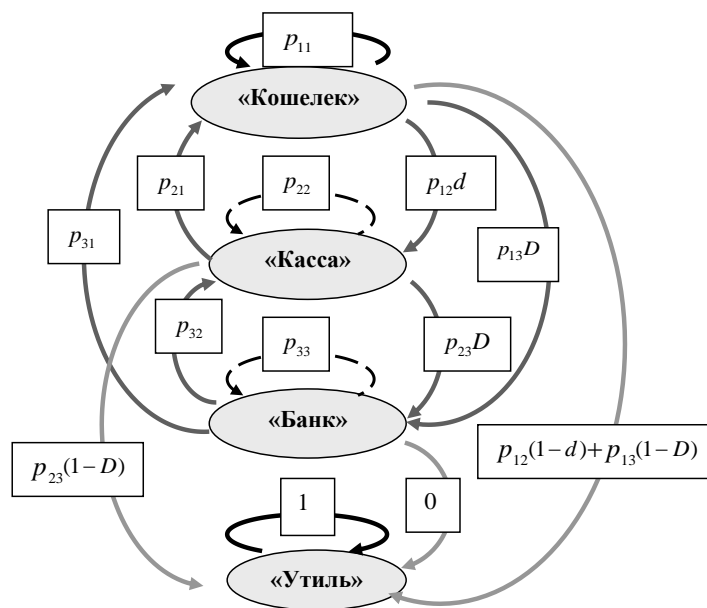 p₁₁
«Кошелек»
p₂₁
p₂₂
p₁₂d
p₃₁
p₁₃D
«Касса»
p₃₂
p₃₃
p₂₃D
«Банк»
p₂₃(1−D)
p₁₂(1−d)+p₁₃(1−D)
1
0
«Утиль»